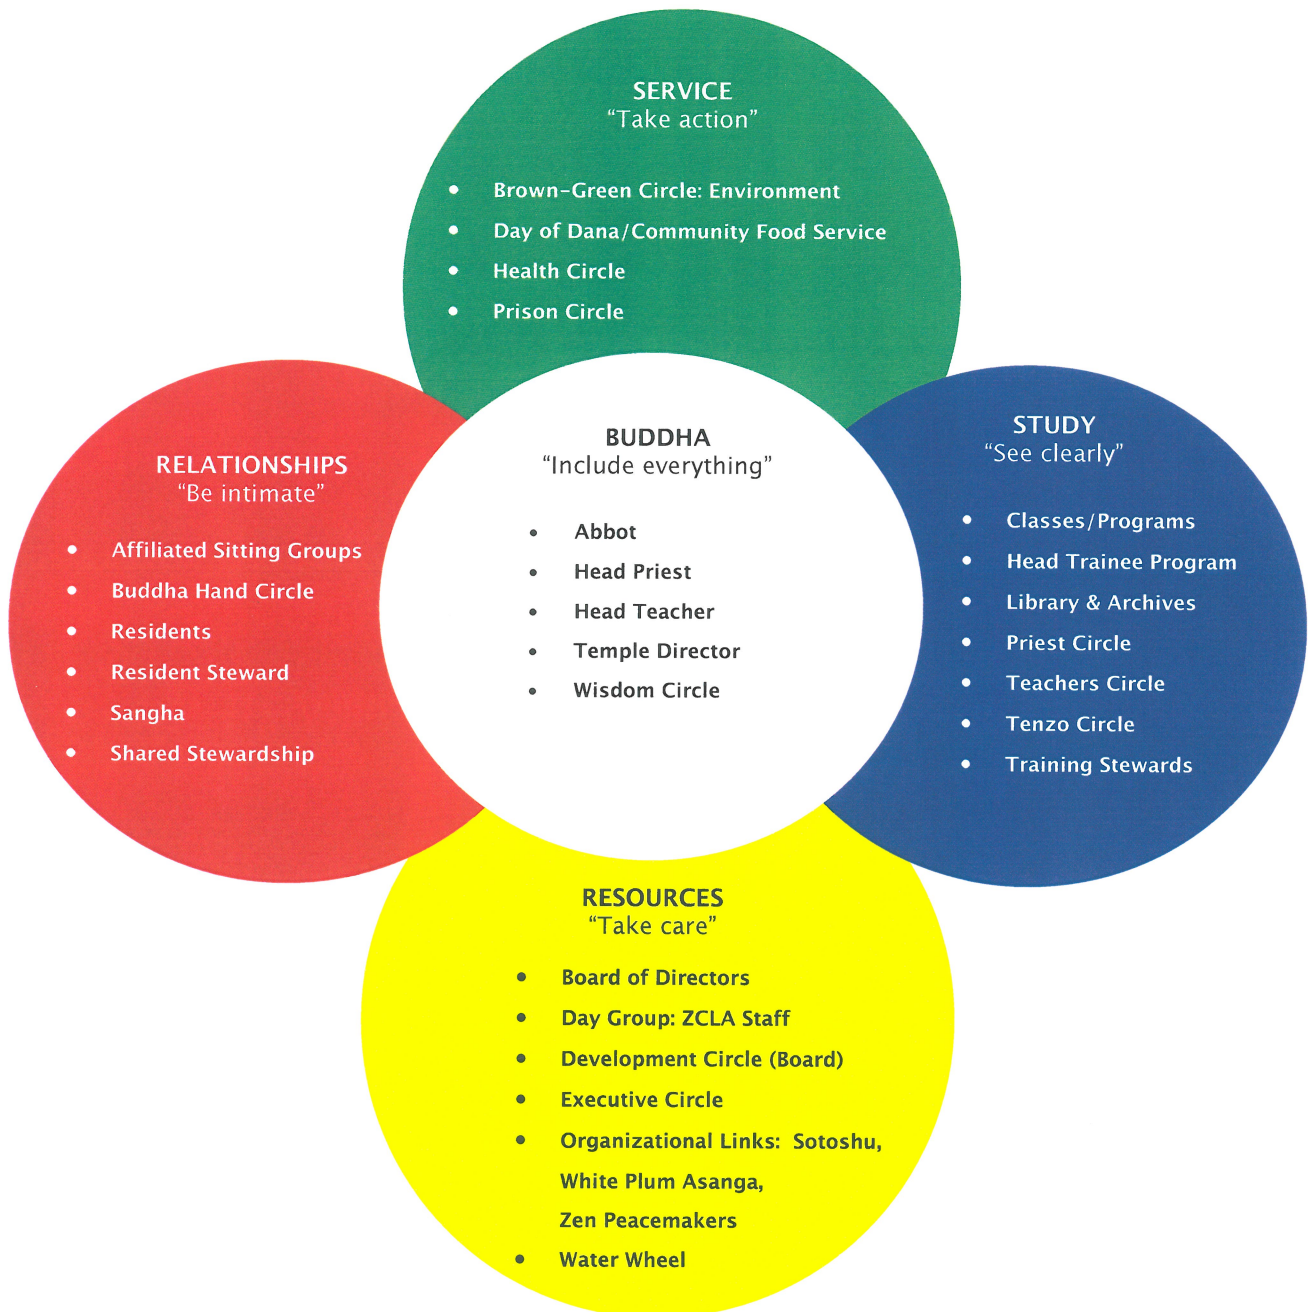 SERVICE
“Take action”
• Brown-Green Circle: Environment
• Day of Dana/Community Food Service
• Health Circle
• Prison Circle
RELATIONSHIPS
“Be intimate”
• Affiliated Sitting Groups
• Buddha Hand Circle
• Residents
• Resident Steward
• Sangha
• Shared Stewardship
BUDDHA
“Include everything”
• Abbot
• Head Priest
• Head Teacher
• Temple Director
• Wisdom Circle
STUDY
“See clearly”
• Classes/Programs
• Head Trainee Program
• Library & Archives
• Priest Circle
• Teachers Circle
• Tenzo Circle
• Training Stewards
RESOURCES
“Take care”
• Board of Directors
• Day Group: ZCLA Staff
• Development Circle (Board)
• Executive Circle
• Organizational Links: Sotoshu,
White Plum Asanga,
Zen Peacemakers
• Water Wheel